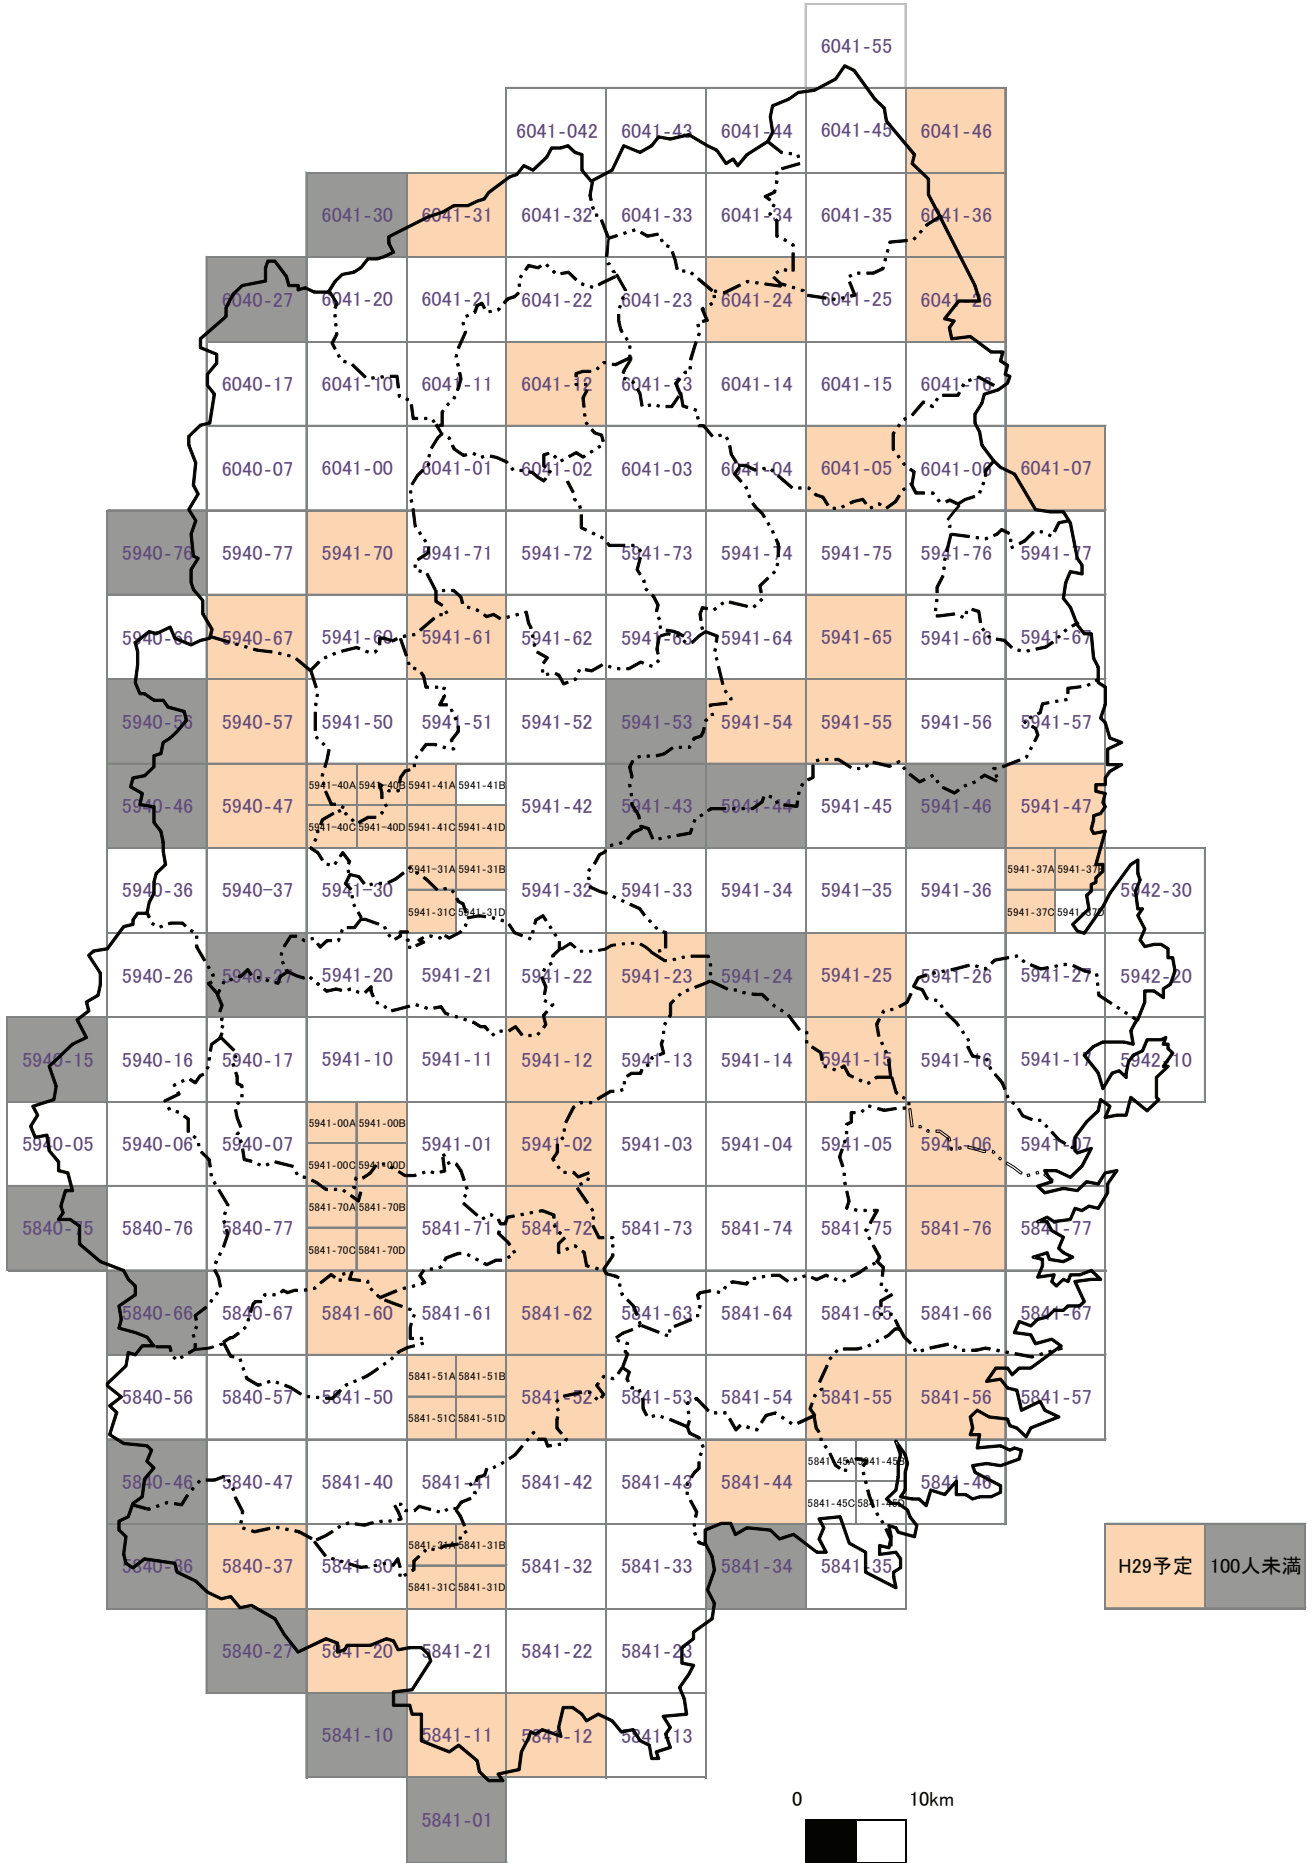 6041-55
6041-042 6041-43 6041-44 6041-45 6041-46
6041-30 6041-31 6041-32 6041-33 6041-34 6041-35 6041-36
6040-27 6041-20 6041-21 6041-22 6041-23 6041-24 6041-25 6041-26
6040-17 6041-10 6041-11 6041-12 6041-13 6041-14 6041-15 6041-16
6040-07 6041-00 6041-01 6041-02 6041-03 6041-04 6041-05 6041-06 6041-07
5940-76 5940-77 5941-70 5941-71 5941-72 5941-73 5941-74 5941-75 5941-76 5941-77
5940-66 5940-67 5941-60 5941-61 5941-62 5941-63 5941-64 5941-65 5941-66 5941-67
5940-56 5940-57 5941-50 5941-51 5941-52 5941-53 5941-54 5941-55 5941-56 5941-57
5941-40A 5941-40B 5941-41A 5941-41B
5940-46 5940-47 5941-42 5941-43 5941-44 5941-45 5941-46 5941-47
5941-40C 5941-40D 5941-41C 5941-41D
5941-31A 5941-31B 5941-37A 5941-37B
5940-36 5940-37 5941-30 5941-32 5941-33 5941-34 5941-35 5941-36 5942-30
5941-31C 5941-31D 5941-37C 5941-37D
5940-26 5940-27 5941-20 5941-21 5941-22 5941-23 5941-24 5941-25 5941-26 5941-27 5942-20
5940-15 5940-16 5940-17 5941-10 5941-11 5941-12 5941-13 5941-14 5941-15 5941-16 5941-17 5942-10
5941-00A 5941-00B
5940-05 5940-06 5940-07 5941-01 5941-02 5941-03 5941-04 5941-05 5941-06 5941-07
5941-00C 5941-00D
5841-70A 5841-70B
5840-75 5840-76 5840-77 5841-71 5841-72 5841-73 5841-74 5841-75 5841-76 5841-77
5841-70C 5841-70D
5840-66 5840-67 5841-60 5841-61 5841-62 5841-63 5841-64 5841-65 5841-66 5841-67
5841-51A 5841-51B
5840-56 5840-57 5841-50 5841-52 5841-53 5841-54 5841-55 5841-56 5841-57
5841-51C 5841-51D
5841-45A 5841-45B
5840-46 5840-47 5841-40 5841-41 5841-42 5841-43 5841-44 5841-46
5841-45C 5841-45D
5841-31A 5841-31B
5840-36 5840-37 5841-30 5841-32 5841-33 5841-34 5841-35 H29予定 100人未満
5841-31C 5841-31D
5840-27 5841-20 5841-21 5841-22 5841-23
5841-10 5841-11 5841-12 5841-13
0 10km
5841-01